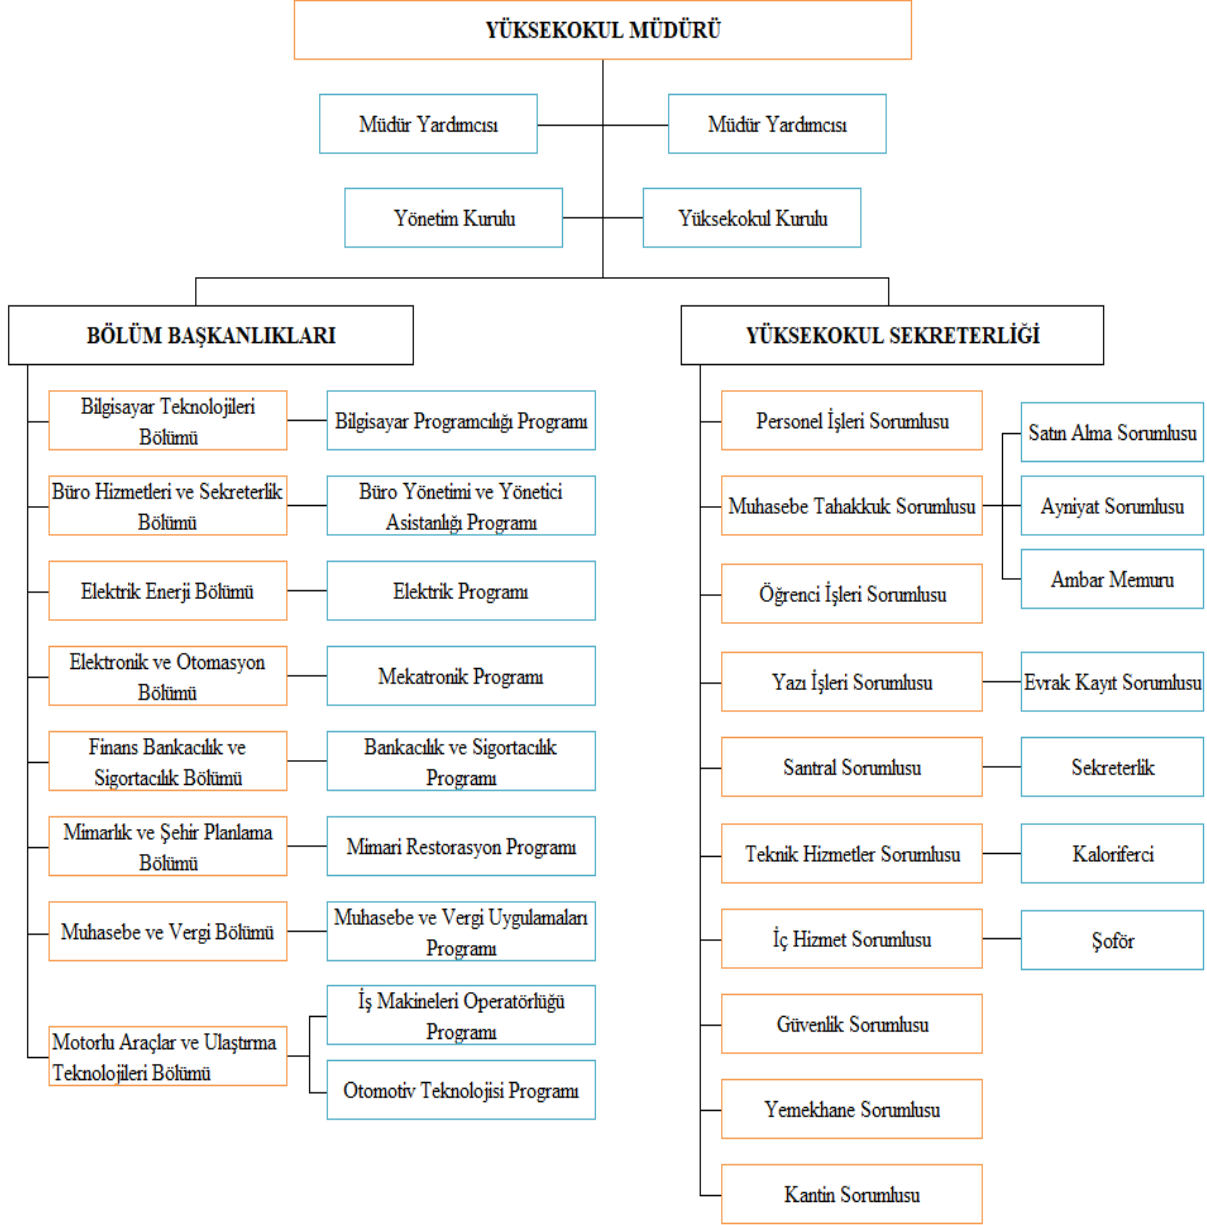 YÜKSEKOKUL MÜDÜRÜ
Müdür Yardımcısı
Müdür Yardımcısı
Yönetim Kurulu
Yüksekokul Kurulu
BÖLÜM BAŞKANLIKLARI
Bilgisayar Teknolojileri
Bölümü
Bilgisayar Programcılığı Programı
Büro Hizmetleri ve Sekreterlik
Bölümü
Büro Yönetimi ve Yönetici
Asistanlığı Programı
Elektrik Enerji Bölümü
Elektrik Programı
Elektronik ve Otomasyon
Bölümü
Mekatronik Programı
Finans Bankacılık ve
Sigortacılık Bölümü
Bankacılık ve Sigortacılık
Programı
Mimarlık ve Şehir Planlama
Bölümü
Mimari Restorasyon Programı
Muhasebe ve Vergi Bölümü
Muhasebe ve Vergi Uygulamaları
Programı
Motorlu Araçlar ve Ulaştırma
Teknolojileri Bölümü
İş Makineleri Operatörlüğü
Programı
Otomotiv Teknolojisi Programı
YÜKSEKOKUL SEKRETERLİĞİ
Personel İşleri Sorumlusu
Muhasebe Tahakkuk Sorumlusu
Satın Alma Sorumlusu
Ayniyat Sorumlusu
Ambar Memuru
Öğrenci İşleri Sorumlusu
Yazı İşleri Sorumlusu
Evrak Kayıt Sorumlusu
Santral Sorumlusu
Sekreterlik
Teknik Hizmetler Sorumlusu
Kaloriferci
İç Hizmet Sorumlusu
Şoför
Güvenlik Sorumlusu
Yemekhane Sorumlusu
Kantin Sorumlusu